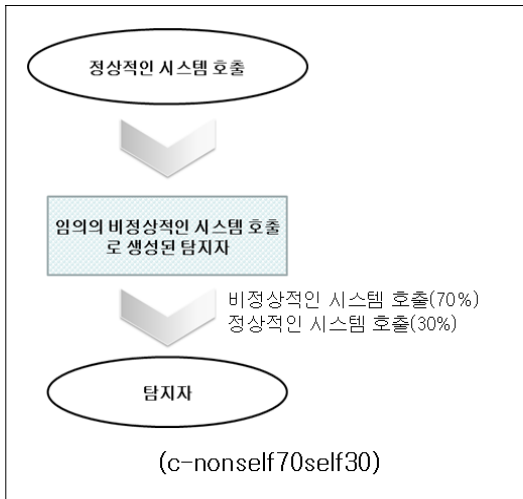 정상적인 시스템 호출
임의의 비정상적인 시스템 호출
로 생성된 탐지자
비정상적인 시스템 호출(70%)
정상적인 시스템 호출(30%)
탐지자
(c-nonself70self30)